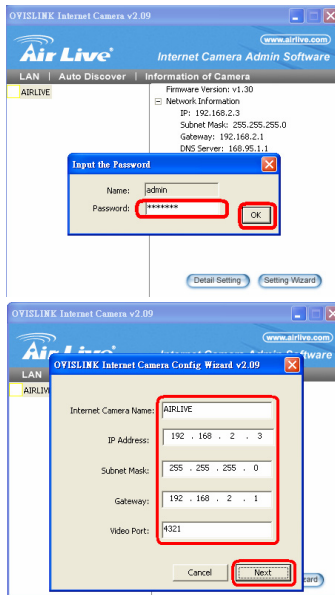 OVISLINK Internet Camera v2.09
Air Live
(www.airlive.com)
Internet Camera Admin Software
LAN | Auto Discover | Information of Camera
AIRLIVE
Firmware Version: v1.30
Network Information
IP: 192.168.2.3
Subnet Mask: 255.255.255.0
Gateway: 192.168.2.1
DNS Server: 168.95.1.1
Input the Password
Name: admin
Password: *******
OK
Detail Setting
Setting Wizard
OVISLINK Internet Camera v2.09
(www.airlive.com)
OVISLINK Internet Camera Config Wizard v2.09
Internet Camera Name: AIRLIVE
IP Address: 192 . 168 . 2 . 3
Subnet Mask: 255 . 255 . 255 . 0
Gateway: 192 . 168 . 2 . 1
Video Port: 4321
Cancel
Next